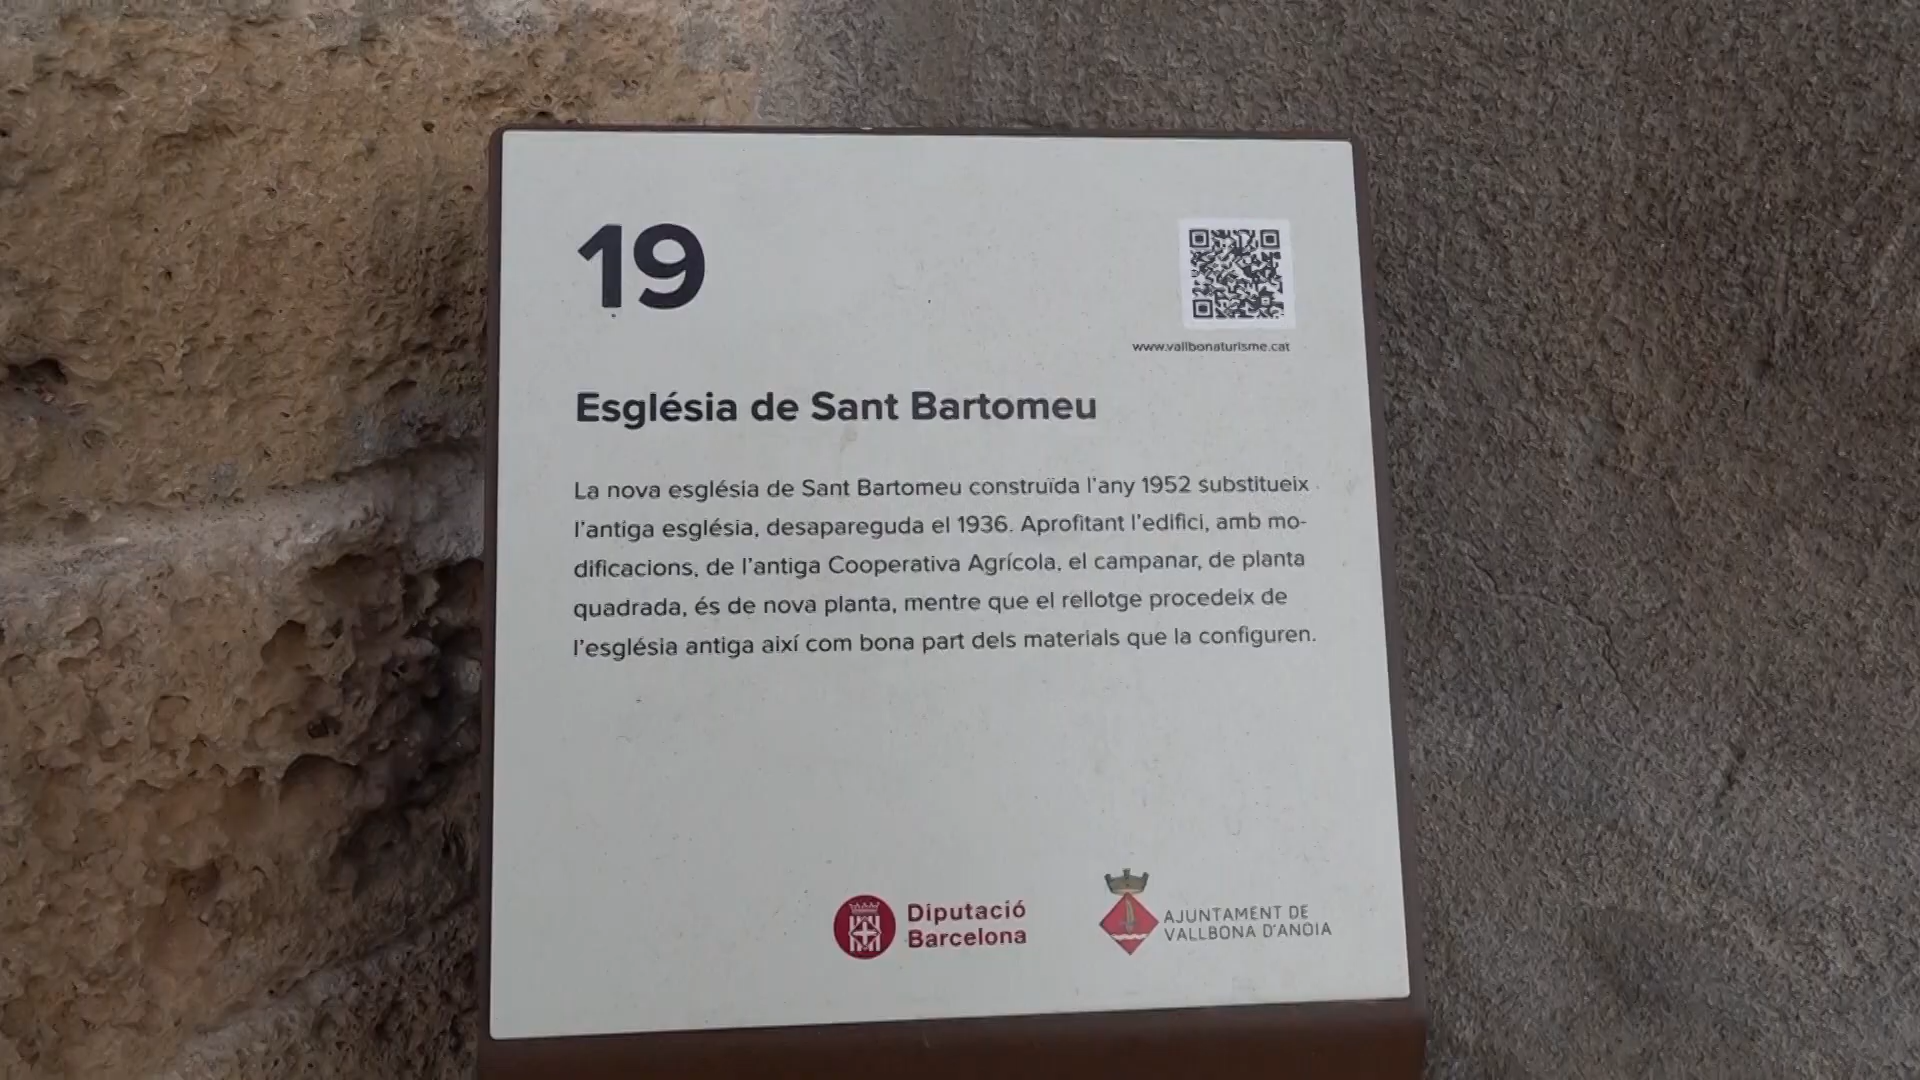 19
www.vallbonaturisme.cat
Església de Sant Bartomeu
La nova església de Sant Bartomeu construïda l'any 1952 substitueix
l'antiga església, desapareguda el 1936. Aprofitant l'edifici, amb mo-
dificacions, de l'antiga Cooperativa Agrícola, el campanar, de planta
quadrada, és de nova planta, mentre que el rellotge procedeix de
l'església antiga així com bona part dels materials que la configuren.
Diputació
Barcelona
AJUNTAMENT DE
VALLBONA D'ANOIA